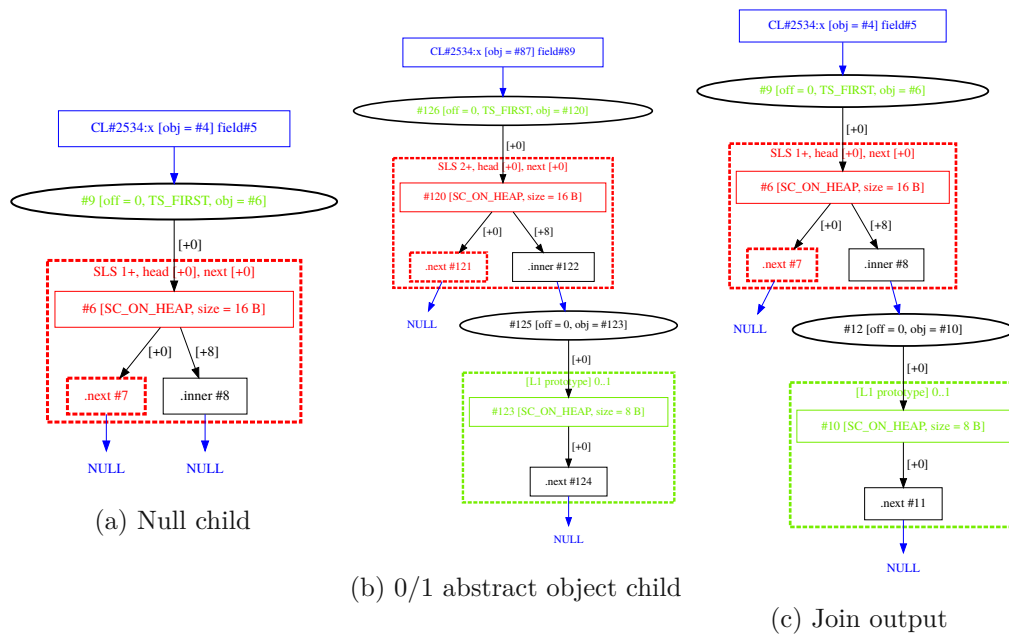 CL#2534:x [obj = #4] field#5
#9 [off = 0, TS_FIRST, obj = #6]
[+0]
SLS 1+, head [+0], next [+0]
#6 [SC_ON_HEAP, size = 16 B]
[+0]
[+8]
.next #7
.inner #8
NULL
NULL
(a) Null child
CL#2534:x [obj = #87] field#89
#126 [off = 0, TS_FIRST, obj = #120]
[+0]
SLS 2+, head [+0], next [+0]
#120 [SC_ON_HEAP, size = 16 B]
[+0]
[+8]
.next #121
.inner #122
NULL
#125 [off = 0, obj = #123]
[+0]
[L1 prototype] 0..1
#123 [SC_ON_HEAP, size = 8 B]
[+0]
.next #124
NULL
(b) 0/1 abstract object child
CL#2534:x [obj = #4] field#5
#9 [off = 0, TS_FIRST, obj = #6]
[+0]
SLS 1+, head [+0], next [+0]
#6 [SC_ON_HEAP, size = 16 B]
[+0]
[+8]
.next #7
.inner #8
NULL
#12 [off = 0, obj = #10]
[+0]
[L1 prototype] 0..1
#10 [SC_ON_HEAP, size = 8 B]
[+0]
.next #11
NULL
(c) Join output